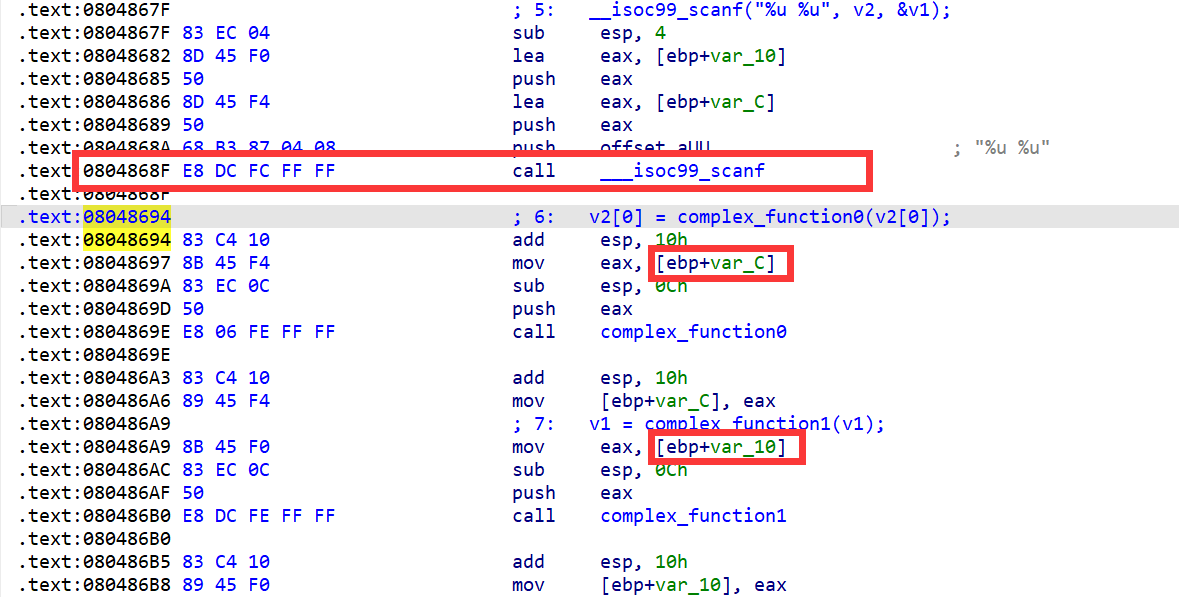 .text:0804867F ; 5: __isoc99_scanf("%u %u", v2, &v1);
.text:0804867F 83 EC 04 sub esp, 4
.text:08048682 8D 45 F0 lea eax, [ebp+var_10]
.text:08048685 50 push eax
.text:08048686 8D 45 F4 lea eax, [ebp+var_C]
.text:08048689 50 push eax
.text:0804868A 68 B3 87 04 08 push offset aUU ; "%u %u"
.text:0804868F E8 DC FC FF FF call ___isoc99_scanf
.text:0804868F
.text:08048694 ; 6: v2[0] = complex_function0(v2[0]);
.text:08048694 83 C4 10 add esp, 10h
.text:08048697 8B 45 F4 mov eax, [ebp+var_C]
.text:0804869A 83 EC 0C sub esp, 0Ch
.text:0804869D 50 push eax
.text:0804869E E8 06 FE FF FF call complex_function0
.text:0804869E
.text:080486A3 83 C4 10 add esp, 10h
.text:080486A6 89 45 F4 mov [ebp+var_C], eax
.text:080486A9 ; 7: v1 = complex_function1(v1);
.text:080486A9 8B 45 F0 mov eax, [ebp+var_10]
.text:080486AC 83 EC 0C sub esp, 0Ch
.text:080486AF 50 push eax
.text:080486B0 E8 DC FE FF FF call complex_function1
.text:080486B0
.text:080486B5 83 C4 10 add esp, 10h
.text:080486B8 89 45 F0 mov [ebp+var_10], eax